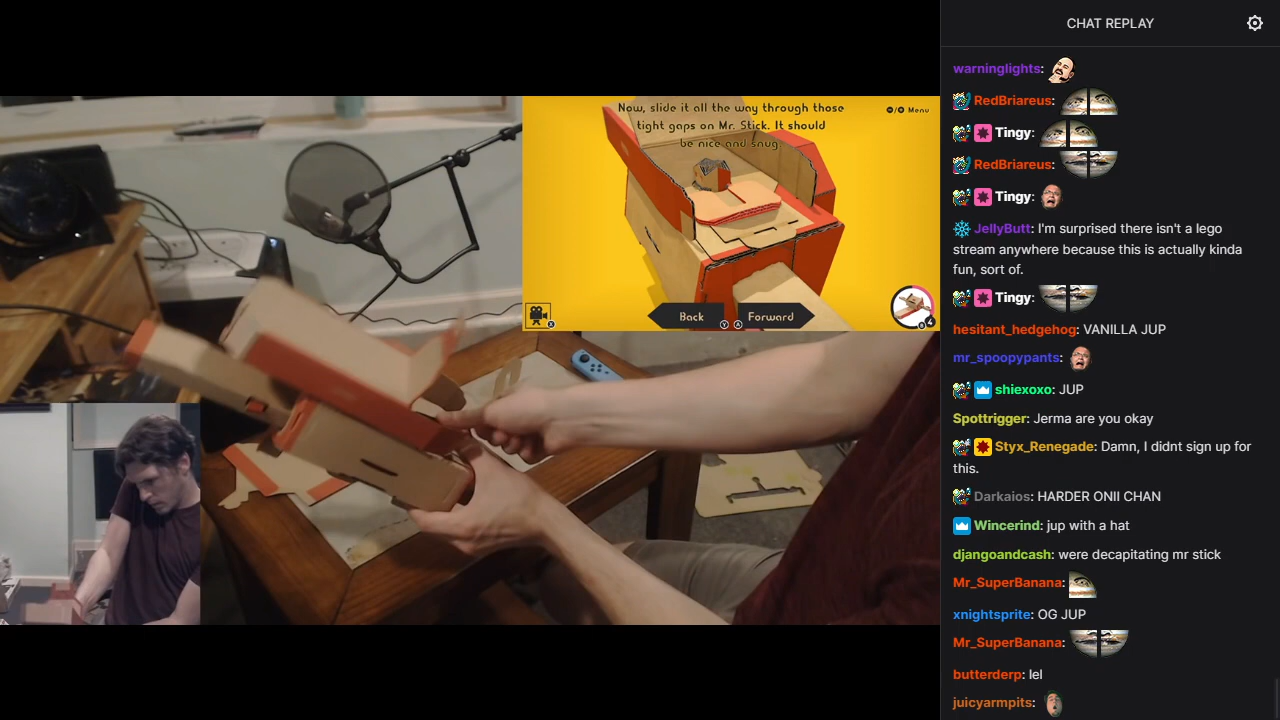 CHAT REPLAY
Now, slide it all the way through those
tight gaps on Mr. Stick. It should
be nice and snug.
-/+ Menu
X
Back
Y
A
Forward
warninglights:
RedBriareus:
Tingy:
RedBriareus:
Tingy:
JellyButt: I'm surprised there isn't a lego
stream anywhere because this is actually kinda
fun, sort of.
Tingy:
hesitant_hedgehog: VANILLA JUP
mr_spoopypants:
shiexoxo: JUP
Spottrigger: Jerma are you okay
Styx_Renegade: Damn, I didnt sign up for
this.
Darkaios: HARDER ONII CHAN
Wincerind: jup with a hat
djangoandcash: were decapitating mr stick
Mr_SuperBanana:
xnightsprite: OG JUP
Mr_SuperBanana:
butterderp: lel
juicyarmpits: